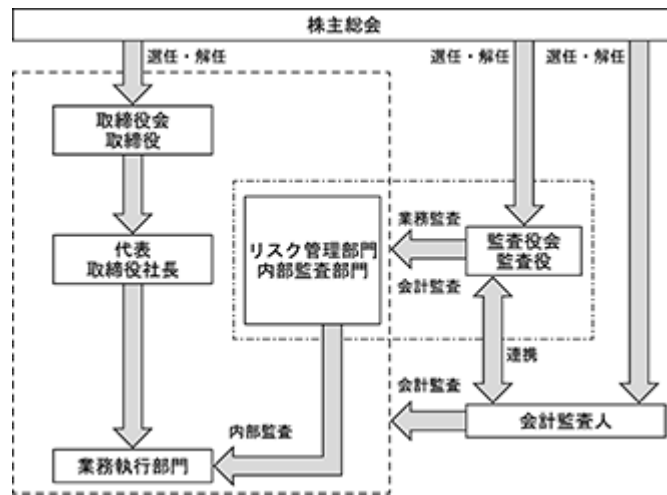 株主総会
選任・解任
選任・解任
選任・解任
取締役会
取締役
代表
取締役社長
リスク管理部門
内部監査部門
業務監査
会計監査
監査役会
監査役
連携
会計監査
会計監査人
内部監査
業務執行部門